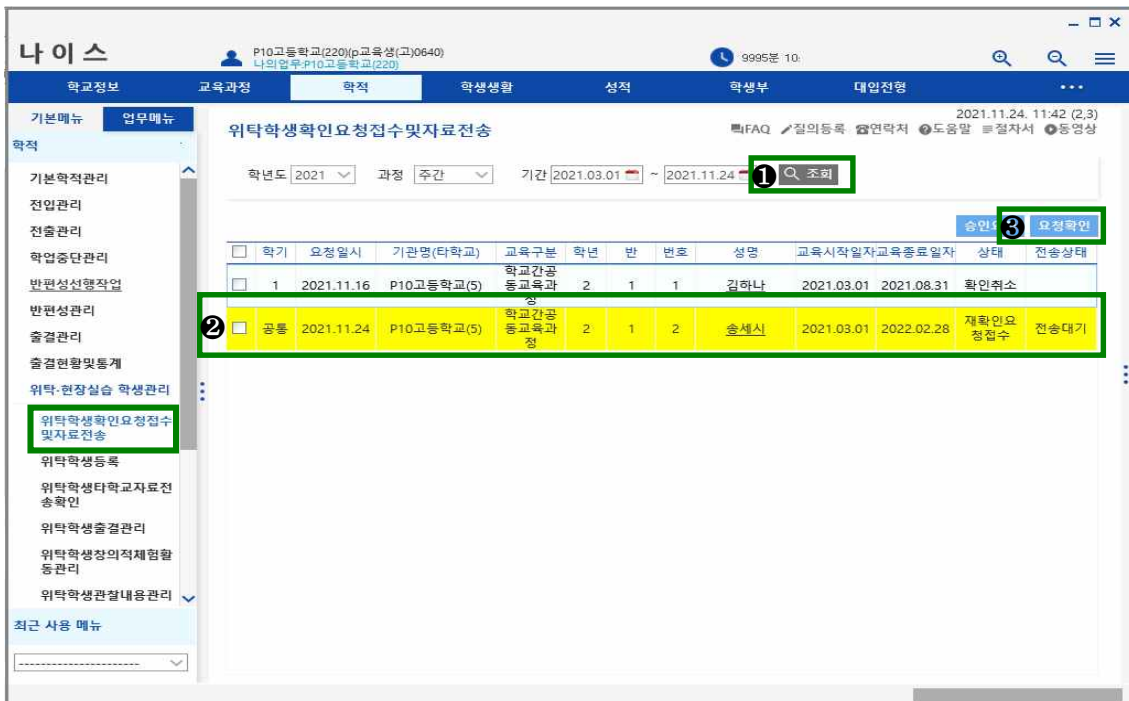 나이스
P10고등학교(220)(p교육생(고)0640)
나의업무:P10고등학교(220)
9995분 10:
학교정보 교육과정 학적 학생생활 성적 학생부 대입전형 •••
기본메뉴 업무메뉴
2021.11.24. 11:42 (2,3)
위탁학생확인요청접수및자료전송
FAQ 질의등록 연락처 도움말 절차서 동영상
학적
학년도 2021 과정 주간 기간 2021.03.01 ~ 2021.11.24 ❶ 조회
기본학적관리
전입관리
전출관리
학업중단관리
반편성선행작업
반편성관리
출결관리
출결현황및통계
위탁·현장실습 학생관리
위탁학생확인요청접수
및자료전송
위탁학생등록
위탁학생타학교자료전
송확인
위탁학생출결관리
위탁학생창의적체험활
동관리
위탁학생관찰내용관리
최근 사용 메뉴
----------------------
❸ 요청확인
학기 요청일시 기관명(타학교) 교육구분 학년 반 번호 성명 교육시작일자 교육종료일자 상태 전송상태
1 2021.11.16 P10고등학교(5) 학교간공동교육과정 2 1 1 김하나 2021.03.01 2021.08.31 확인취소
❷ 공통 2021.11.24 P10고등학교(5) 학교간공동교육과정 2 1 2 송세시 2021.03.01 2022.02.28 재확인요청접수 전송대기